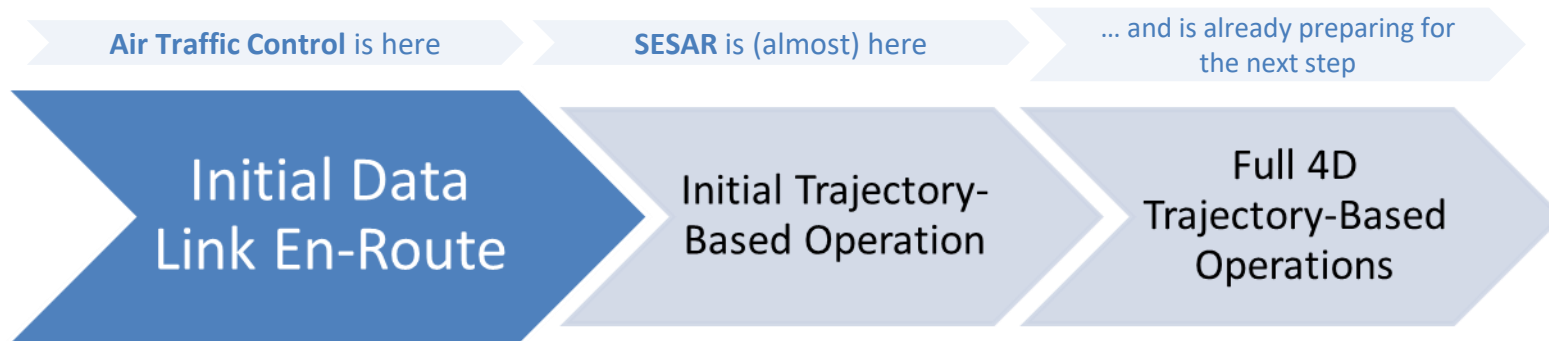 Air Traffic Control is here
SESAR is (almost) here
... and is already preparing for
the next step
Initial Data
Link En-Route
Initial Trajectory-
Based Operation
Full 4D
Trajectory-Based
Operations